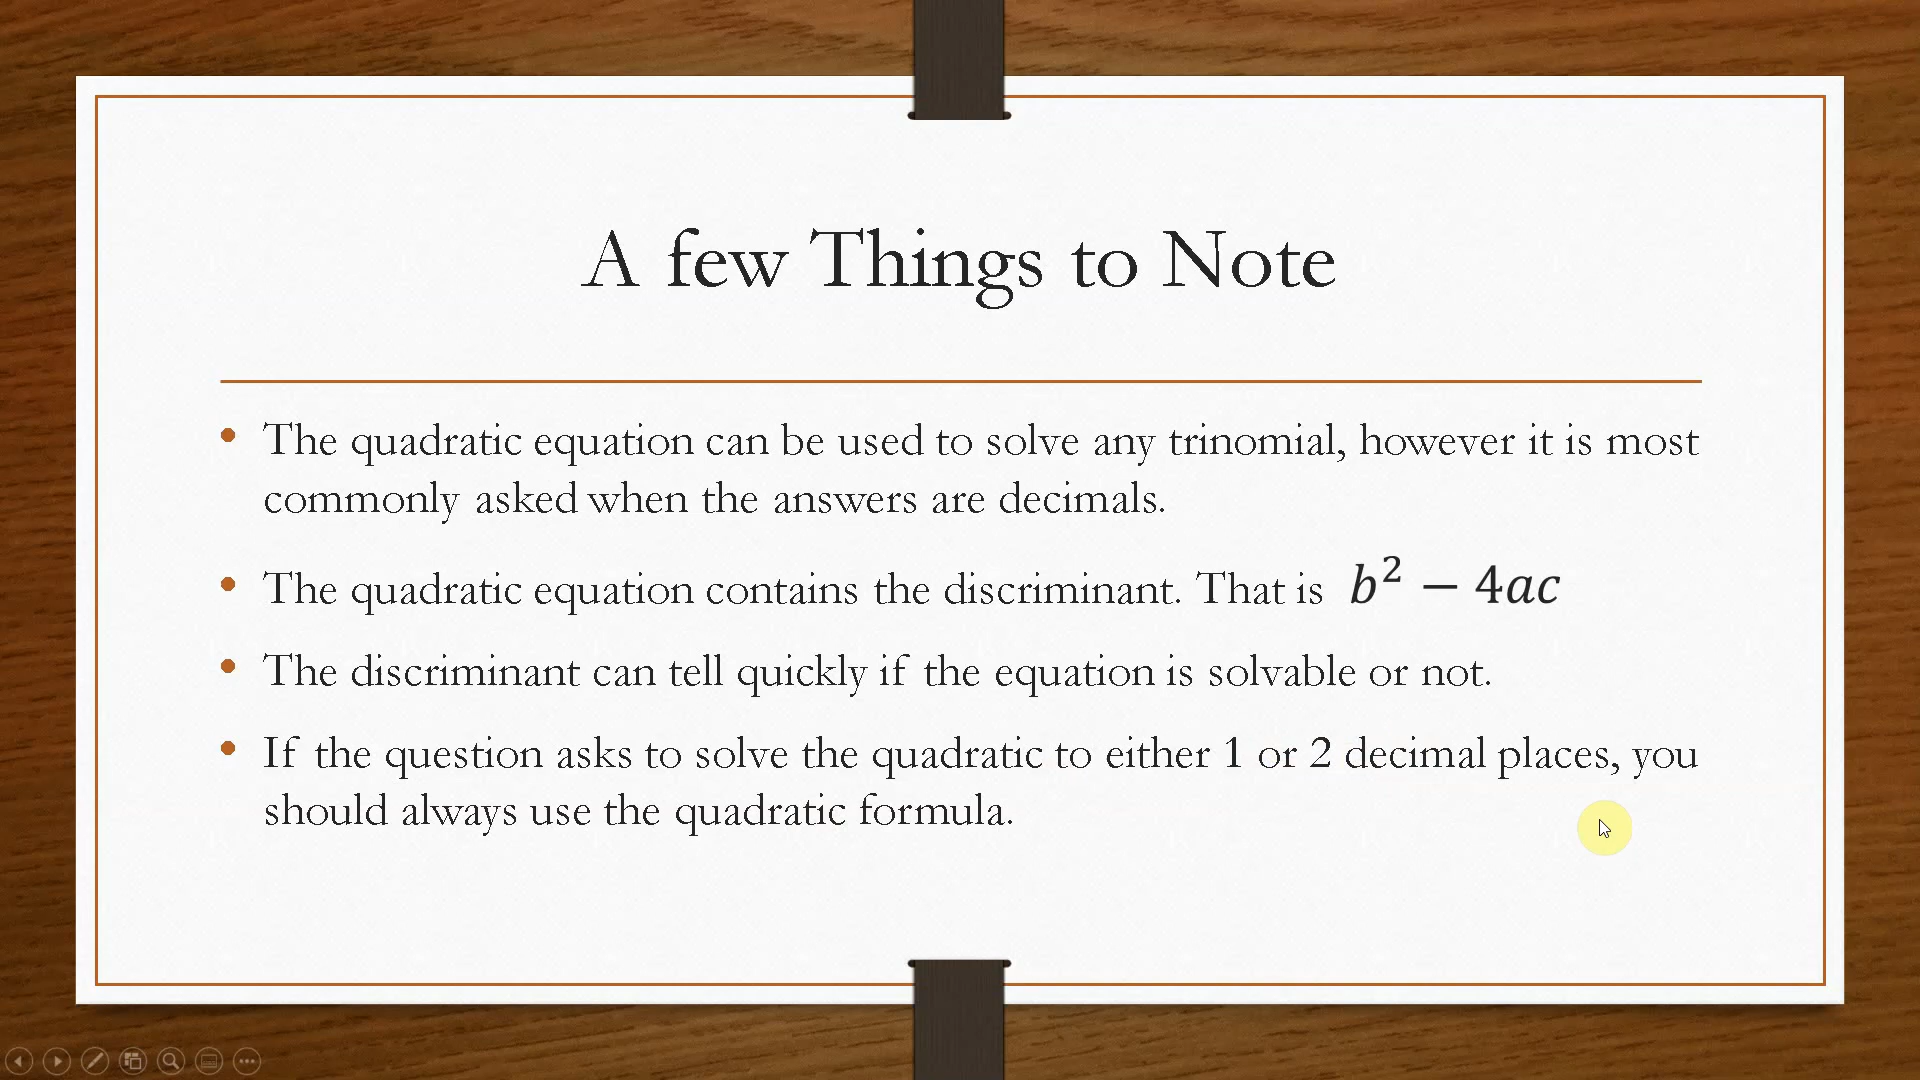 A few Things to Note
• The quadratic equation can be used to solve any trinomial, however it is most
commonly asked when the answers are decimals.
• The quadratic equation contains the discriminant. That is b² − 4ac
• The discriminant can tell quickly if the equation is solvable or not.
• If the question asks to solve the quadratic to either 1 or 2 decimal places, you
should always use the quadratic formula.